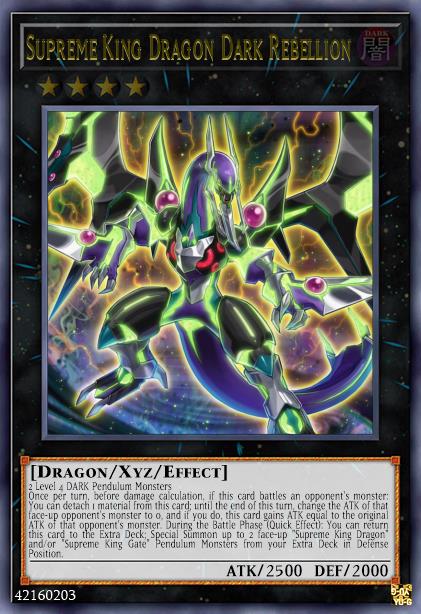 Supreme King Dragon Dark Rebellion
DARK
闇
[Dragon/Xyz/Effect]
2 Level 4 DARK Pendulum Monsters
Once per turn, before damage calculation, if this card battles an opponent's monster:
You can detach 1 material from this card; until the end of this turn, change the ATK of that
face-up opponent's monster to 0, and if you do, this card gains ATK equal to the original
ATK of that opponent's monster. During the Battle Phase (Quick Effect): You can return
this card to the Extra Deck; Special Summon up to 2 face-up "Supreme King Dragon"
and/or "Supreme King Gate" Pendulum Monsters from your Extra Deck in Defense
Position.
ATK/2500 DEF/2000
42160203